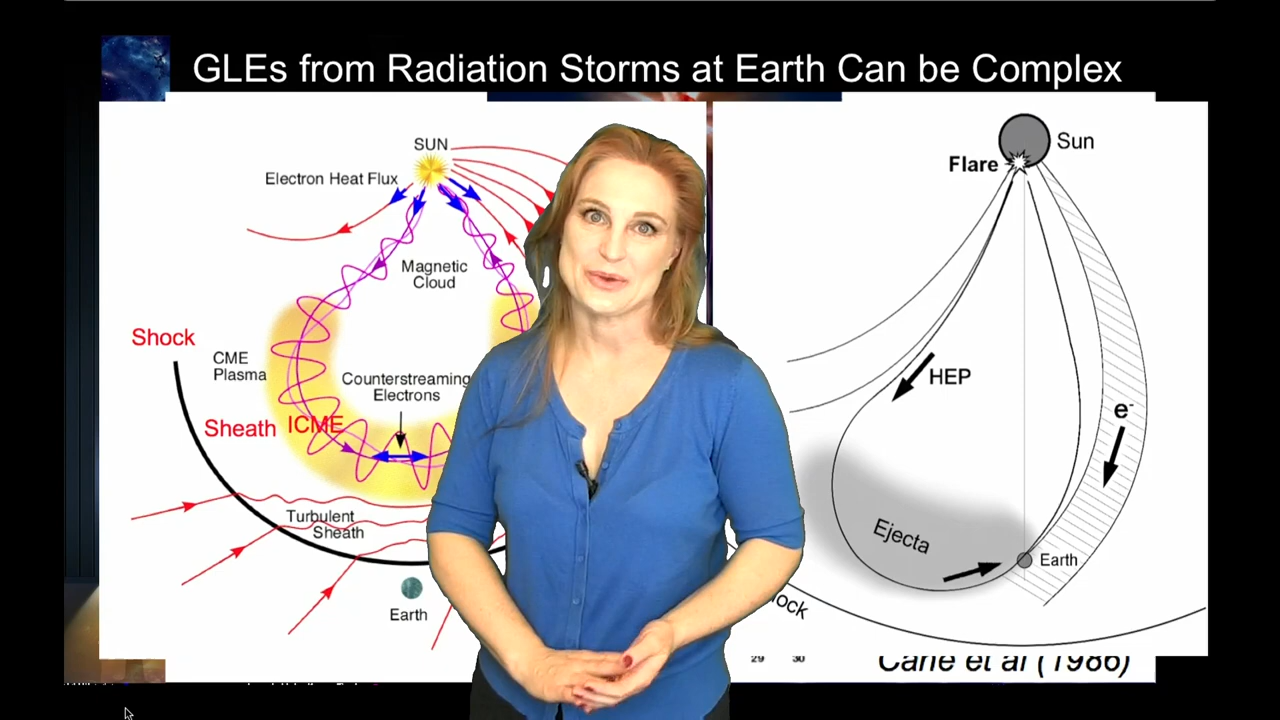 GLEs from Radiation Storms at Earth Can be Complex
SUN
Electron Heat Flux
Magnetic
Cloud
Shock
CME
Plasma
Counterstreaming
Electrons
Sheath
ICME
Turbulent
Sheath
Earth
Sun
Flare
HEP
e-
Ejecta
Earth
29 30
Cane et al (1986)